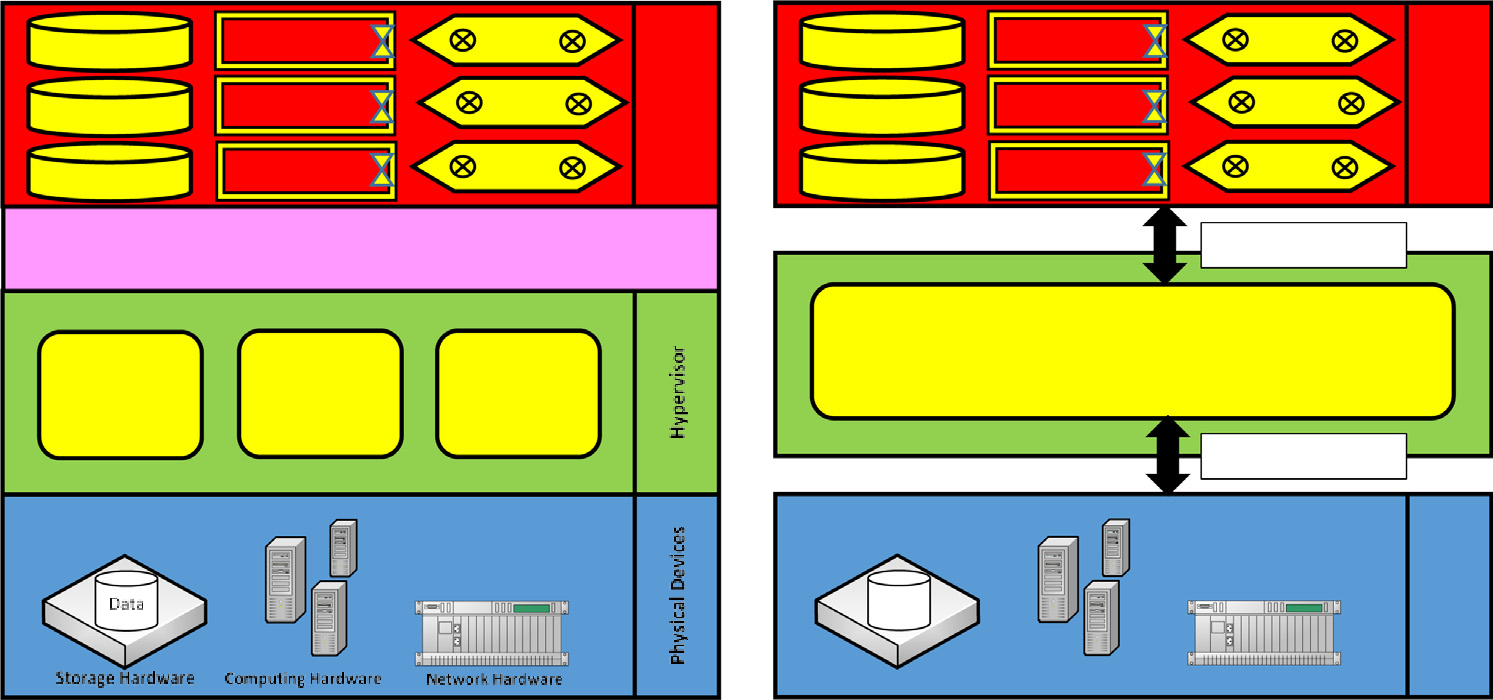 Hypervisor
Physical Devices
Data
Storage Hardware
Computing Hardware
Network Hardware